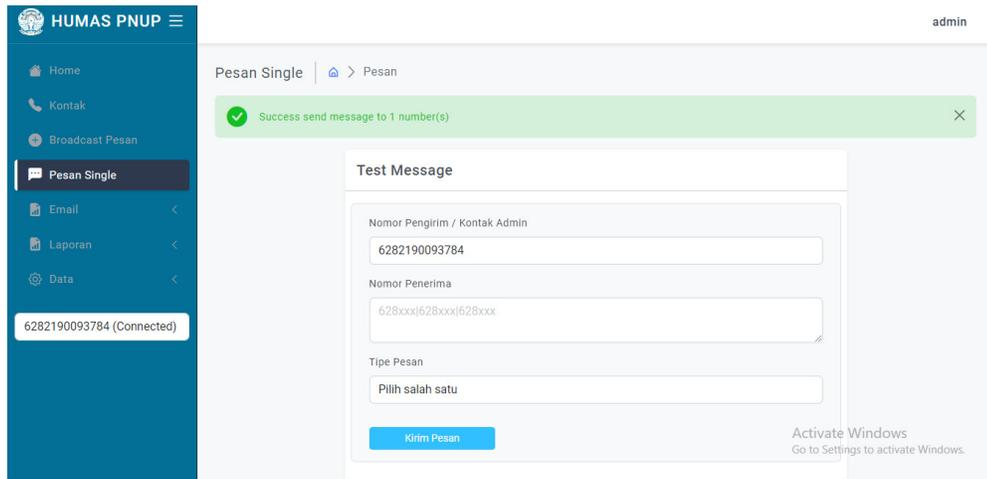 HUMAS PNUP
admin
Home
Kontak
Broadcast Pesan
Pesan Single
Email
Laporan
Data
6282190093784 (Connected)
Pesan Single
Pesan
Success send message to 1 number(s)
Test Message
Nomor Pengirim / Kontak Admin
6282190093784
Nomor Penerima
628xxx|628xxx|628xxx
Tipe Pesan
Pilih salah satu
Kirim Pesan
Activate Windows
Go to Settings to activate Windows.